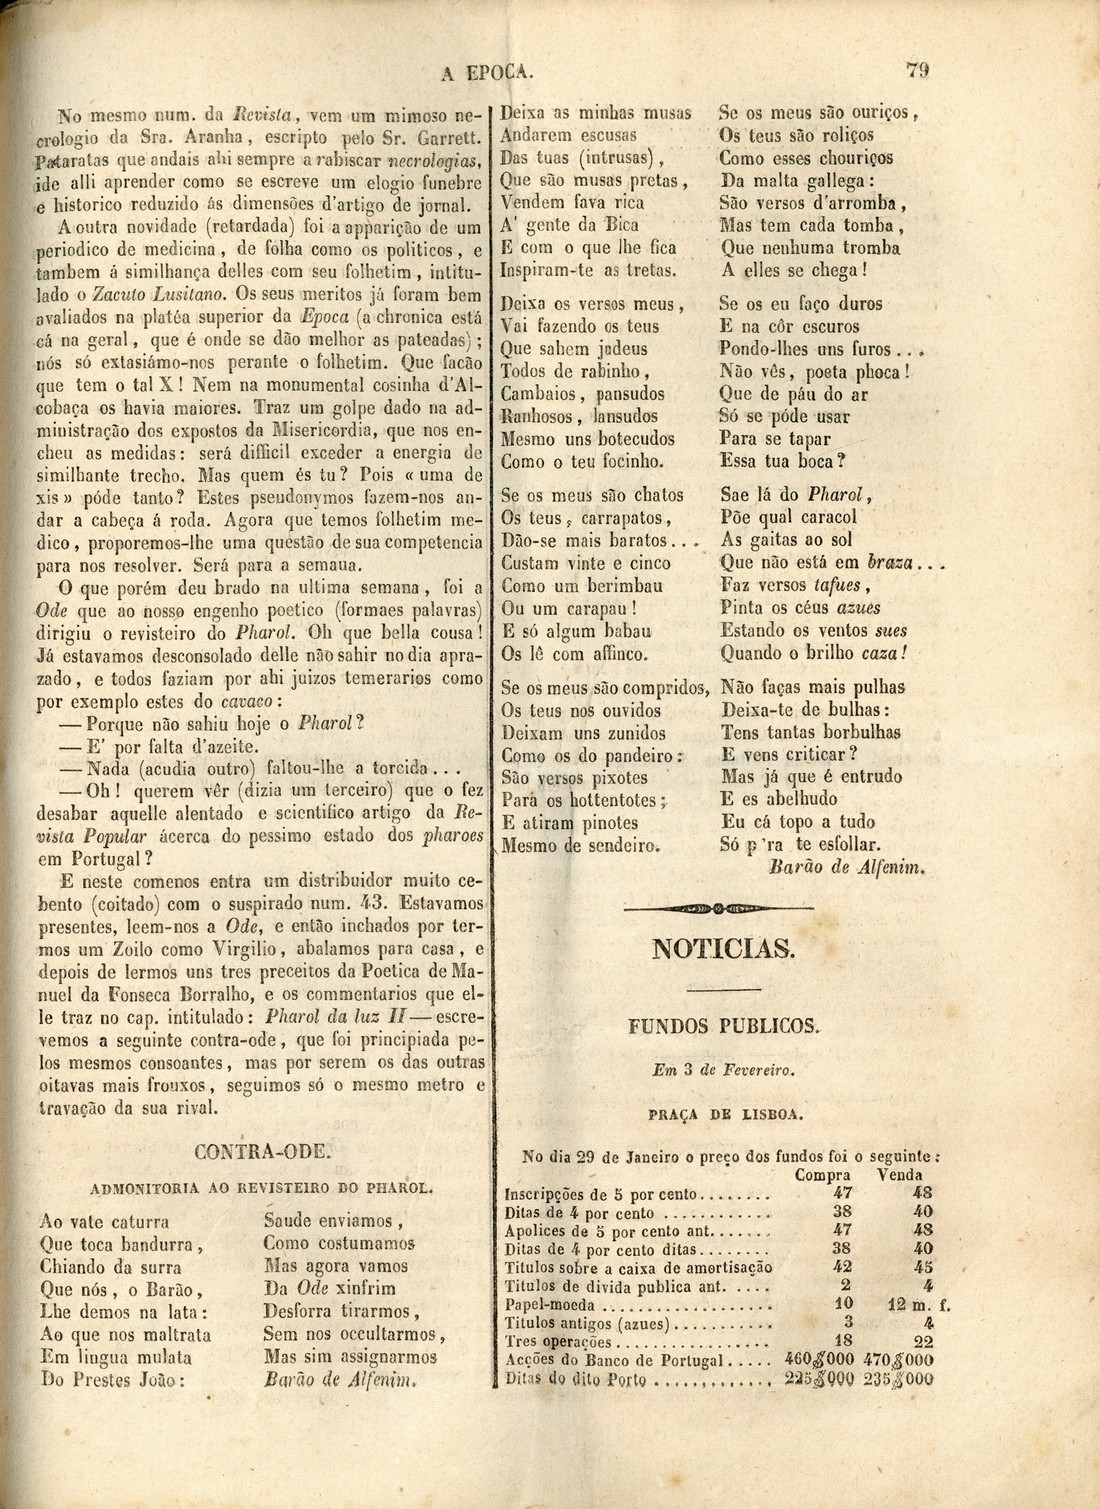 A EPOCA.
79
No mesmo num. da Revista, vem um mimoso ne-
crologio da Sra. Aranha, escripto pelo Sr. Garrett.
Pataratas que andais ahi sempre a rabiscar necrologias,
ide alli aprender como se escreve um elogio funebre
e historico reduzido ás dimensões d'artigo de jornal.
A outra novidade (retardada) foi a apparição de um
periodico de medicina, de folha como os politicos, e
tambem á similhança delles com seu folhetim, intitu-
lado o Zacuto Lusitano. Os seus meritos já foram bem
avaliados na platéa superior da Epoca (a chronica está
cá na geral, que é onde se dão melhor as pateadas);
nós só extasiámo-nos perante o folhetim. Que facão
que tem o tal X! Nem na monumental cosinha d'Al-
cobaça os havia maiores. Traz um golpe dado na ad-
ministração dos expostos da Misericordia, que nos en-
cheu as medidas: será difficil exceder a energia de
similhante trecho. Mas quem és tu? Pois « uma de
xis » póde tanto? Estes pseudonymos fazem-nos an-
dar a cabeça á roda. Agora que temos folhetim me-
dico, proporemos-lhe uma questão de sua competencia
para nos resolver. Será para a semana.
O que porém deu brado na ultima semana, foi a
Ode que ao nosso engenho poetico (formaes palavras)
dirigiu o revisteiro do Pharol. Oh que bella cousa!
Já estavamos desconsolado delle não sahir no dia apra-
zado, e todos faziam por ahi juizos temerarios como
por exemplo estes do cavaco:
— Porque não sahiu hoje o Pharol?
— E' por falta d'azeite.
— Nada (acudia outro) faltou-lhe a torcida...
— Oh! querem vêr (dizia um terceiro) que o fez
desabar aquelle alentado e scientifico artigo da Re-
vista Popular ácerca do pessimo estado dos pharoes
em Portugal?
E neste comenos entra um distribuidor muito ce-
bento (coitado) com o suspirado num. 43. Estavamos
presentes, leem-nos a Ode, e então inchados por ter-
mos um Zoilo como Virgilio, abalamos para casa, e
depois de lermos uns tres preceitos da Poetica de Ma-
nuel da Fonseca Borralho, e os commentarios que el-
le traz no cap. intitulado: Pharol da luz II — escre-
vemos a seguinte contra-ode, que foi principiada pe-
los mesmos consoantes, mas por serem os das outras
oitavas mais frouxos, seguimos só o mesmo metro e
travação da sua rival.
CONTRA-ODE.
ADMONITORIA AO REVISTEIRO DO PHAROL.
Ao vate caturra
Que toca bandurra,
Chiando da surra
Que nós, o Barão,
Lhe demos na lata:
Ao que nos maltrata
Em lingua mulata
Do Prestes João:
Saude enviamos,
Como costumamos
Mas agora vamos
Da Ode xinfrim
Desforra tirarmos,
Sem nos occultarmos,
Mas sim assignarmos
Barão de Alfenim.
Deixa as minhas musas
Andarem escusas
Das tuas (intrusas),
Que são musas pretas,
Vendem fava rica
A' gente da Bica
E com o que lhe fica
Inspiram-te as tretas.
Deixa os versos meus,
Vai fazendo os teus
Que sahem judeus
Todos de rabinho,
Cambaios, pansudos
Ranhosos, lansudos
Mesmo uns botecudos
Como o teu focinho.
Se os meus são chatos
Os teus, carrapatos,
Dão-se mais baratos...
Custam vinte e cinco
Como um berimbau
Ou um carapau!
E só algum babau
Os lê com affinco.
Se os meus são compridos,
Os teus nos ouvidos
Deixam uns zunidos
Como os do pandeiro:
São versos pixotes
Para os hottentotes;
E atiram pinotes
Mesmo de sendeiro.
Se os meus são ouriços,
Os teus são roliços
Como esses chouriços
Da malta gallega:
São versos d'arromba,
Mas tem cada tomba,
Que nenhuma tromba
A elles se chega!
Se os eu faço duros
E na côr escuros
Pondo-lhes uns furos...
Não vês, poeta phoca!
Que de páu do ar
Só se póde usar
Para se tapar
Essa tua boca?
Sae lá do Pharol,
Põe qual caracol
As gaitas ao sol
Que não está em braza...
Faz versos tafues,
Pinta os céus azues
Estando os ventos sues
Quando o brilho caza!
Não faças mais pulhas
Deixa-te de bulhas:
Tens tantas borbulhas
E vens criticar?
Mas já que é entrudo
E es abelhudo
Eu cá topo a tudo
Só p'ra te esfollar.
Barão de Alfenim.
NOTICIAS.
FUNDOS PUBLICOS.
Em 3 de Fevereiro.
PRAÇA DE LISBOA.
No dia 29 de Janeiro o preço dos fundos foi o seguinte:
Compra Venda
Inscripções de 5 por cento........ 47 48
Ditas de 4 por cento ............ 38 40
Apolices de 5 por cento ant....... 47 48
Ditas de 4 por cento ditas........ 38 40
Titulos sobre a caixa de amortisação 42 45
Titulos de divida publica ant. .... 2 4
Papel-moeda .................. 10 12 m. f.
Titulos antigos (azues)........... 3 4
Tres operações................ 18 22
Acções do Banco de Portugal..... 460$000 470$000
Ditas do dito Porto ............. 225$000 235$000